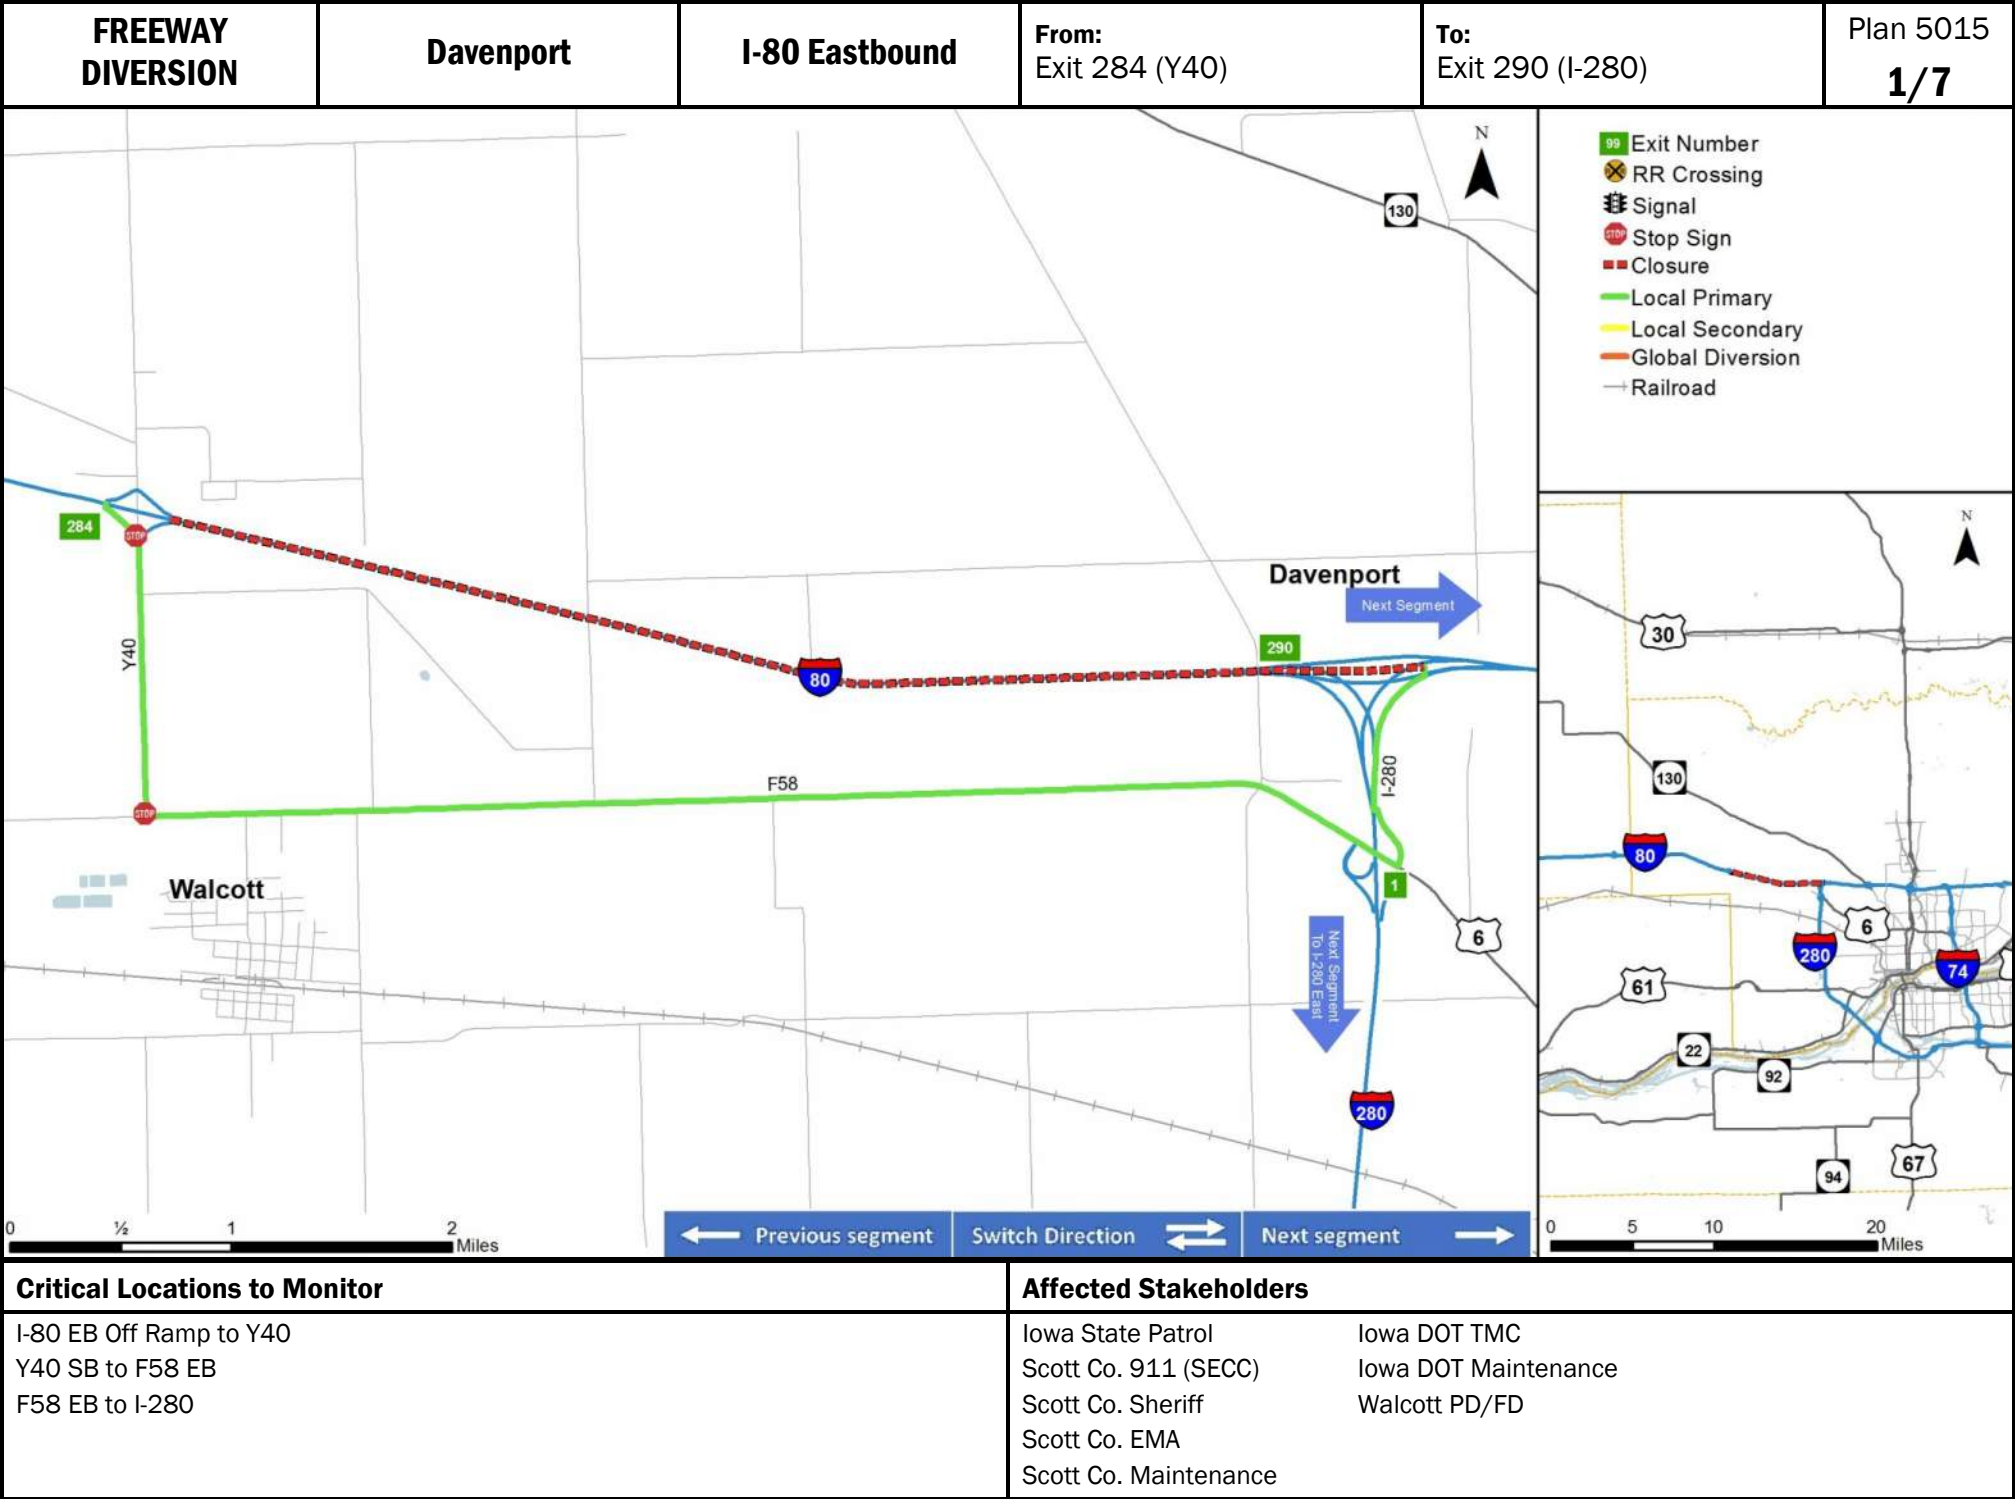 FREEWAY
DIVERSION
Davenport
I-80 Eastbound
From:
Exit 284 (Y40)
To:
Exit 290 (I-280)
Plan 5015
1/7
N
130
99 Exit Number
RR Crossing
Signal
STOP Stop Sign
Closure
Local Primary
Local Secondary
Global Diversion
Railroad
284
STOP
Y40
80
Davenport
Next Segment
290
F58
I-280
STOP
1
Walcott
6
Next Segment
To I-280 East
280
0 ½ 1 2
Miles
Previous segment
Switch Direction
Next segment
N
30
130
80
6
280
74
61
22
92
94
67
0 5 10 20
Miles
Critical Locations to Monitor
I-80 EB Off Ramp to Y40
Y40 SB to F58 EB
F58 EB to I-280
Affected Stakeholders
Iowa State Patrol
Scott Co. 911 (SECC)
Scott Co. Sheriff
Scott Co. EMA
Scott Co. Maintenance
Iowa DOT TMC
Iowa DOT Maintenance
Walcott PD/FD